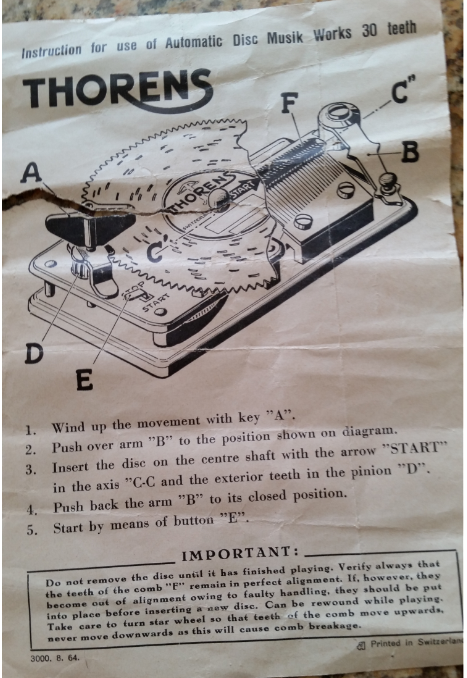 Instruction for use of Automatic Disc Musik Works 30 teeth
THORENS
C"
F
B
A
THORENS
START
C'
STOP
START
D
E
1. Wind up the movement with key "A".
2. Push over arm "B" to the position shown on diagram.
3. Insert the disc on the centre shaft with the arrow "START"
in the axis "C-C and the exterior teeth in the pinion "D".
4. Push back the arm "B" to its closed position.
5. Start by means of button "E".
IMPORTANT:
Do not remove the disc until it has finished playing. Verify always that
the teeth of the comb "F" remain in perfect alignment. If, however, they
become out of alignment owing to faulty handling, they should be put
into place before inserting a new disc. Can be rewound while playing.
Take care to turn star wheel so that teeth of the comb move upwards,
never move downwards as this will cause comb breakage.
3000. 8. 64.
Printed in Switzerland